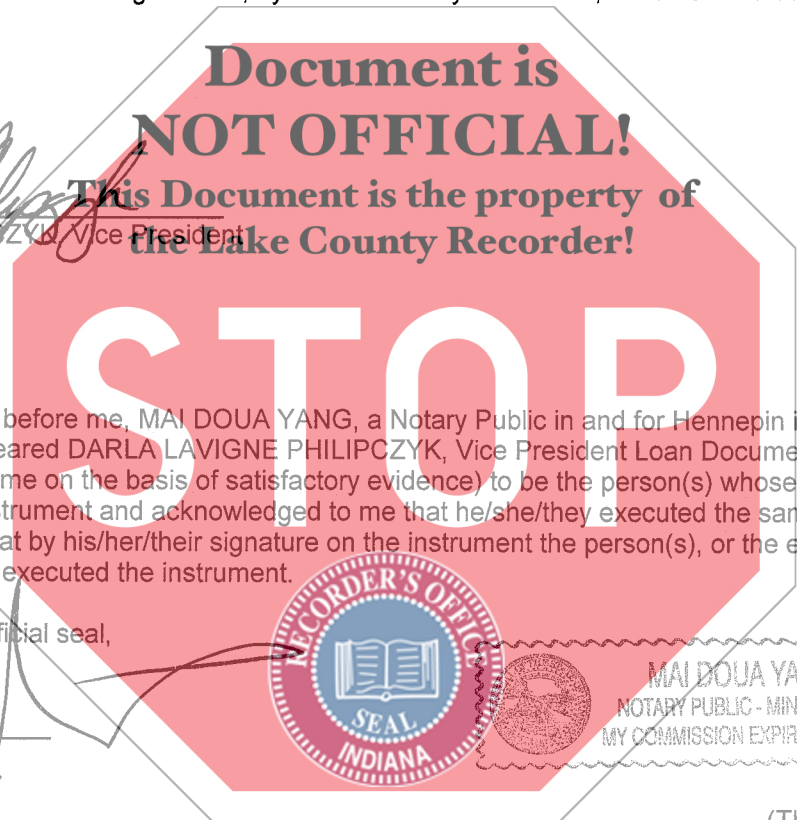 Document is
NOT OFFICIAL!
This Document is the property of
the Lake County Recorder!
CZYK, Vice President
STOP
before me, MAI DOUA YANG, a Notary Public in and for Hennepin i
eared DARLA LAVIGNE PHILIPCZYK, Vice President Loan Docume
me on the basis of satisfactory evidence) to be the person(s) whose
trument and acknowledged to me that he/she/they executed the sam
at by his/her/their signature on the instrument the person(s), or the e
executed the instrument.
ficial seal,
RECORDER'S OFFICE
SEAL
INDIANA
MAI DOUA YA
NOTARY PUBLIC - MIN
MY COMMISSION EXPIR
(Th